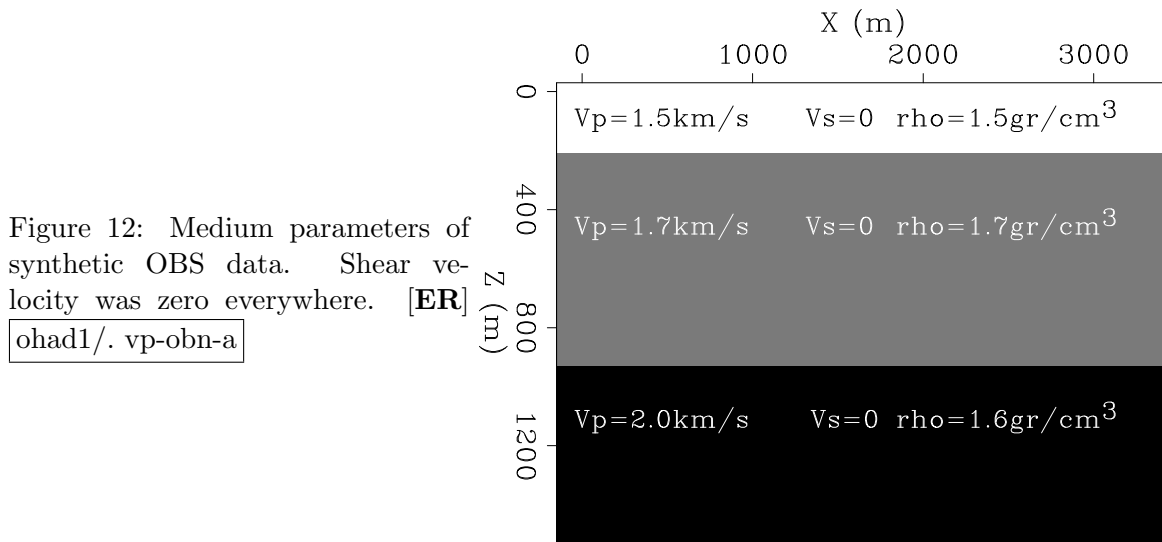 Figure 12: Medium parameters of
synthetic OBS data. Shear ve-
locity was zero everywhere. [ER]
ohad1/. vp-obn-a
X (m)
0 1000 2000 3000
Z (m)
0
400
800
1200
Vp=1.5km/s Vs=0 rho=1.5gr/cm³
Vp=1.7km/s Vs=0 rho=1.7gr/cm³
Vp=2.0km/s Vs=0 rho=1.6gr/cm³